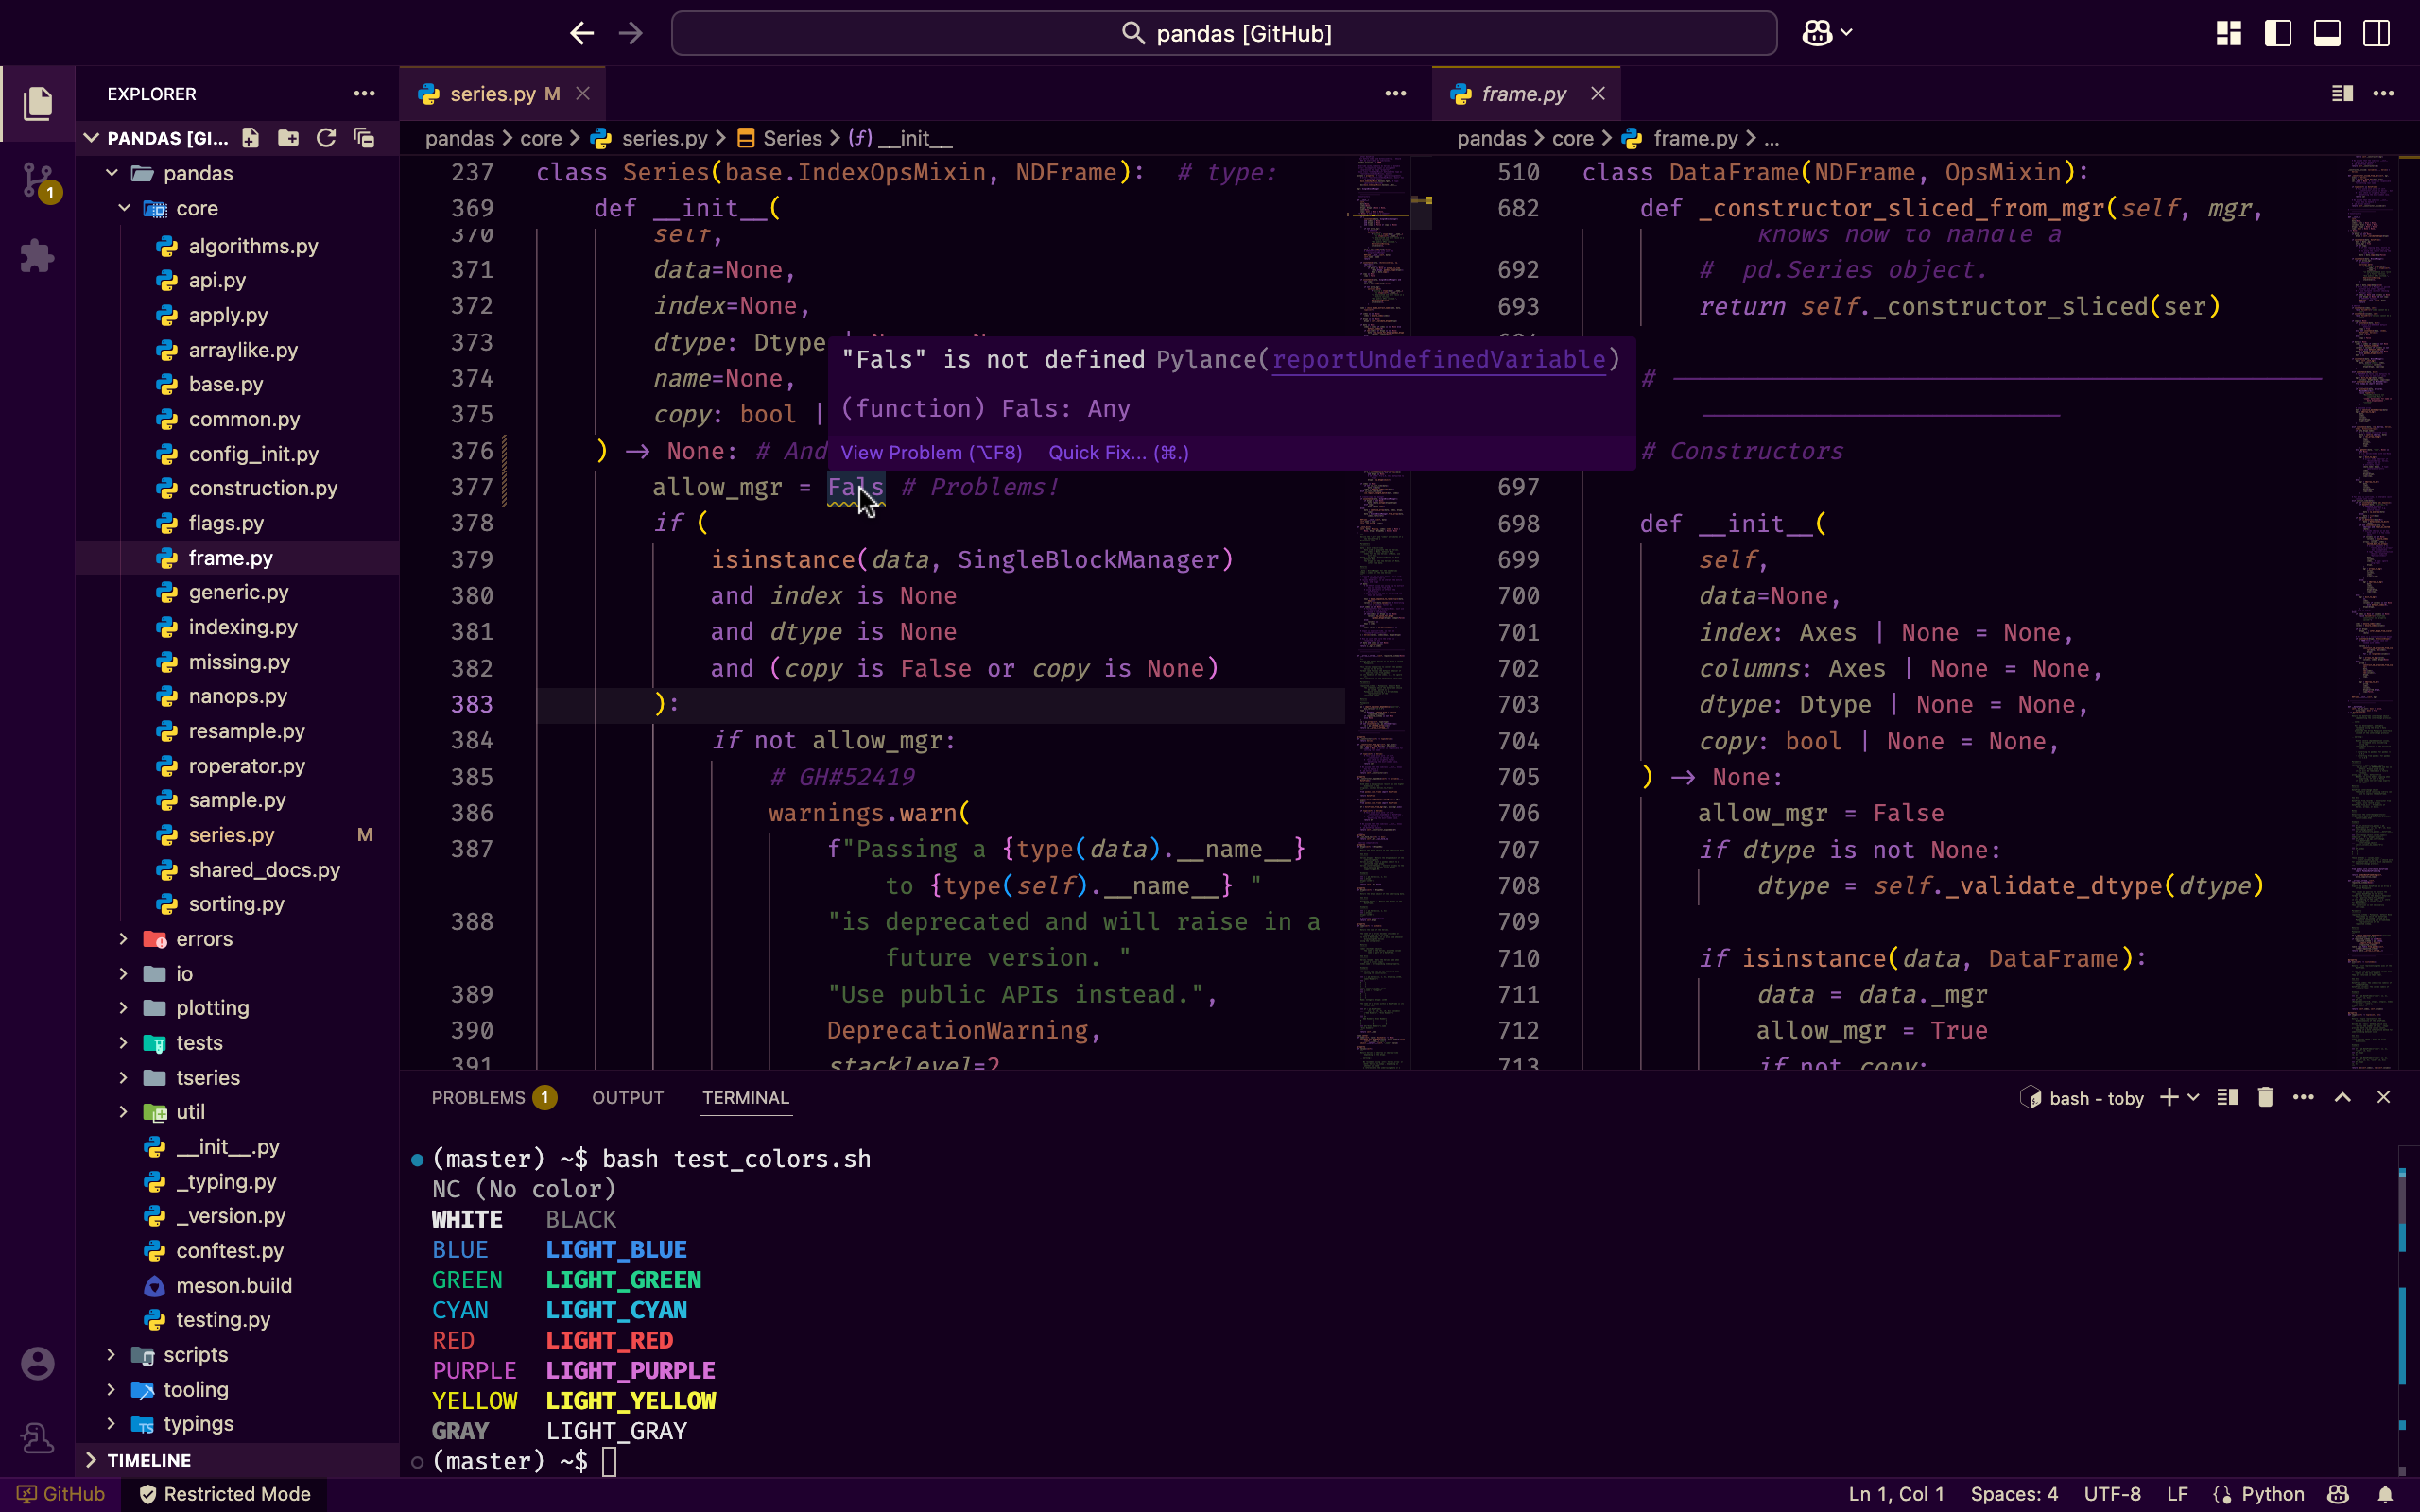 pandas [GitHub]
EXPLORER
PANDAS [GI...
pandas
core
algorithms.py
api.py
apply.py
arraylike.py
base.py
common.py
config_init.py
construction.py
flags.py
frame.py
generic.py
indexing.py
missing.py
nanops.py
resample.py
roperator.py
sample.py
series.py M
shared_docs.py
sorting.py
errors
io
plotting
tests
tseries
util
__init__.py
_typing.py
_version.py
conftest.py
meson.build
testing.py
scripts
tooling
typings
TIMELINE
1
series.py M
pandas > core > series.py > Series > (f) __init__
237 class Series(base.IndexOpsMixin, NDFrame):  # type:
369 def __init__(
370 self,
371 data=None,
372 index=None,
373 dtype: Dtype
374 name=None,
375 copy: bool |
376 ) → None: # And
377 allow_mgr = Fals # Problems!
378 if (
379 isinstance(data, SingleBlockManager)
380 and index is None
381 and dtype is None
382 and (copy is False or copy is None)
383 ):
384 if not allow_mgr:
385 # GH#52419
386 warnings.warn(
387 f"Passing a {type(data).__name__}
to {type(self).__name__} "
388 "is deprecated and will raise in a
future version. "
389 "Use public APIs instead.",
390 DeprecationWarning,
391 stacklevel=2
"Fals" is not defined Pylance(reportUndefinedVariable)
(function) Fals: Any
View Problem (⌥F8) Quick Fix... (⌘.)
frame.py
pandas > core > frame.py > ...
510 class DataFrame(NDFrame, OpsMixin):
682 def _constructor_sliced_from_mgr(self, mgr,
knows how to handle a
692 # pd.Series object.
693 return self._constructor_sliced(ser)
#
# Constructors
697
698 def __init__(
699 self,
700 data=None,
701 index: Axes | None = None,
702 columns: Axes | None = None,
703 dtype: Dtype | None = None,
704 copy: bool | None = None,
705 ) → None:
706 allow_mgr = False
707 if dtype is not None:
708 dtype = self._validate_dtype(dtype)
709
710 if isinstance(data, DataFrame):
711 data = data._mgr
712 allow_mgr = True
713 if not copy:
PROBLEMS 1 OUTPUT TERMINAL
bash - toby
(master) ~$ bash test_colors.sh
NC (No color)
WHITE BLACK
BLUE LIGHT_BLUE
GREEN LIGHT_GREEN
CYAN LIGHT_CYAN
RED LIGHT_RED
PURPLE LIGHT_PURPLE
YELLOW LIGHT_YELLOW
GRAY LIGHT_GRAY
(master) ~$
GitHub Restricted Mode Ln 1, Col 1 Spaces: 4 UTF-8 LF Python